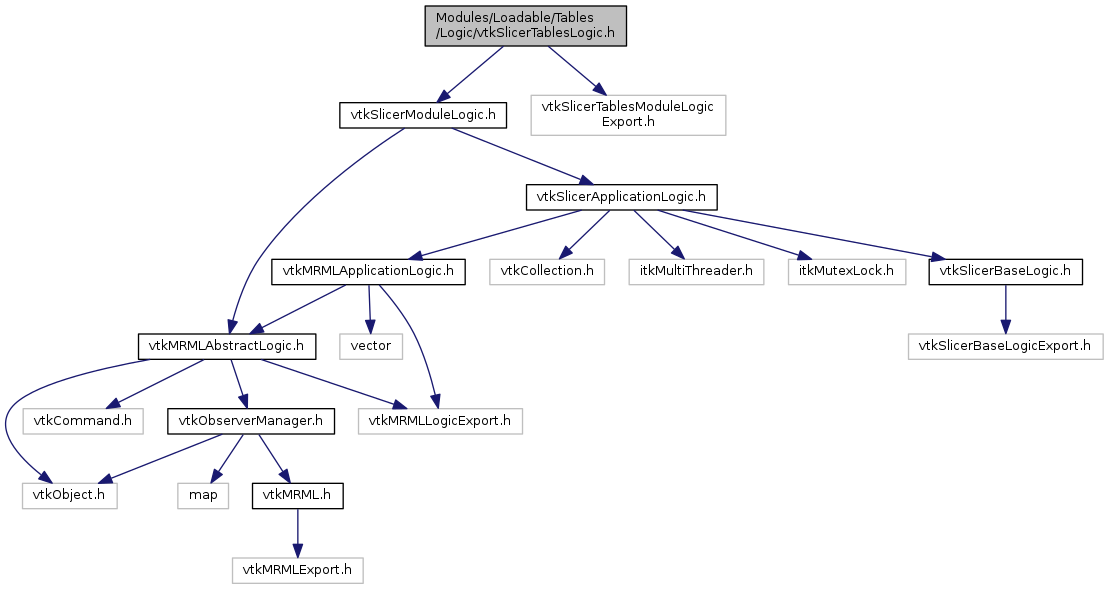 Modules/Loadable/Tables
/Logic/vtkSlicerTablesLogic.h
vtkSlicerModuleLogic.h
vtkSlicerTablesModuleLogic
Export.h
vtkSlicerApplicationLogic.h
vtkMRMLApplicationLogic.h
vtkCollection.h
itkMultiThreader.h
itkMutexLock.h
vtkSlicerBaseLogic.h
vtkMRMLAbstractLogic.h
vector
vtkSlicerBaseLogicExport.h
vtkCommand.h
vtkObserverManager.h
vtkMRMLLogicExport.h
vtkObject.h
map
vtkMRML.h
vtkMRMLExport.h